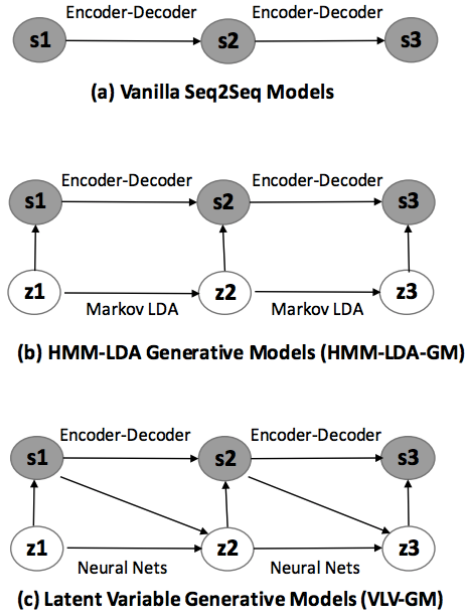 Encoder-Decoder Encoder-Decoder
s1 s2 s3
(a) Vanilla Seq2Seq Models
Encoder-Decoder Encoder-Decoder
s1 s2 s3
z1 z2 z3
Markov LDA Markov LDA
(b) HMM-LDA Generative Models (HMM-LDA-GM)
Encoder-Decoder Encoder-Decoder
s1 s2 s3
z1 z2 z3
Neural Nets Neural Nets
(c) Latent Variable Generative Models (VLV-GM)